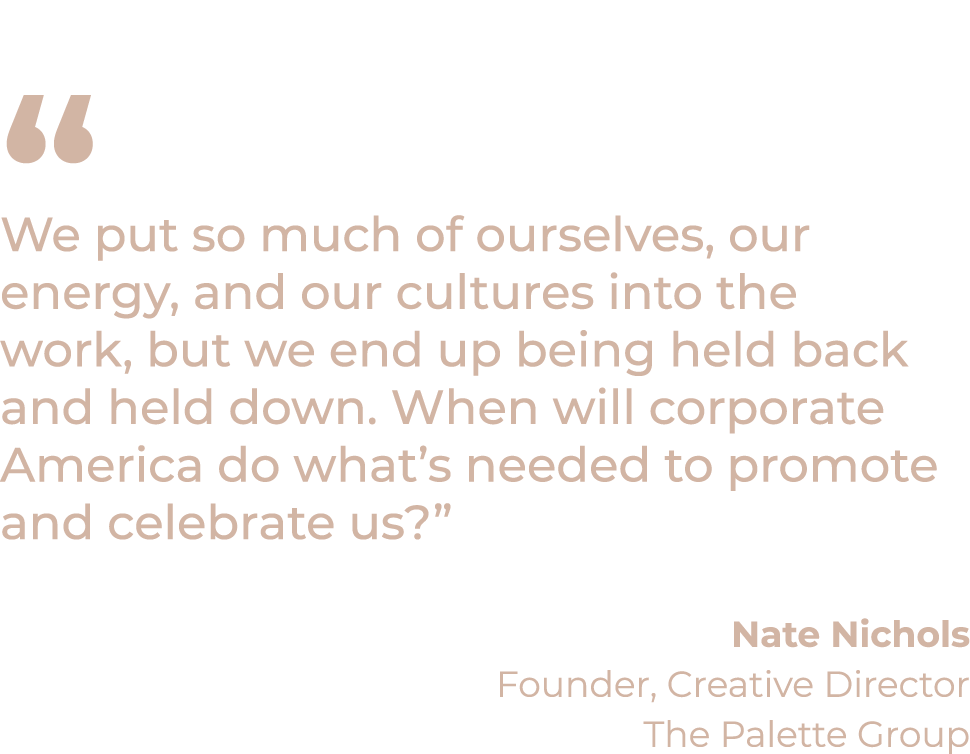 “
We put so much of ourselves, our
energy, and our cultures into the
work, but we end up being held back
and held down. When will corporate
America do what’s needed to promote
and celebrate us?”
Nate Nichols
Founder, Creative Director
The Palette Group